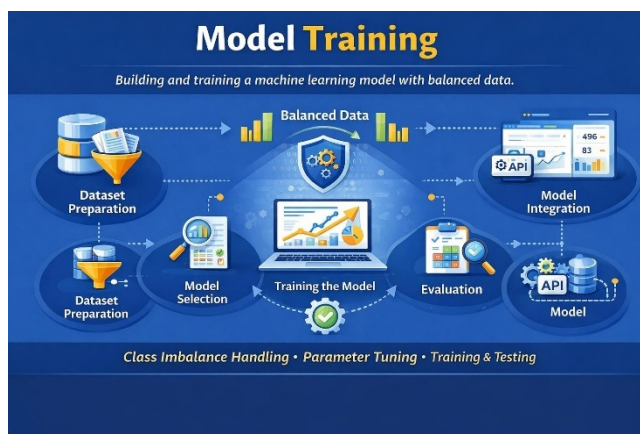 Model Training
Building and training a machine learning model with balanced data.
Balanced Data
496
83
API
Dataset
Preparation
Model
Integration
Dataset
Preparation
Model
Selection
Training the Model
Evaluation
API
Model
Class Imbalance Handling • Parameter Tuning • Training & Testing